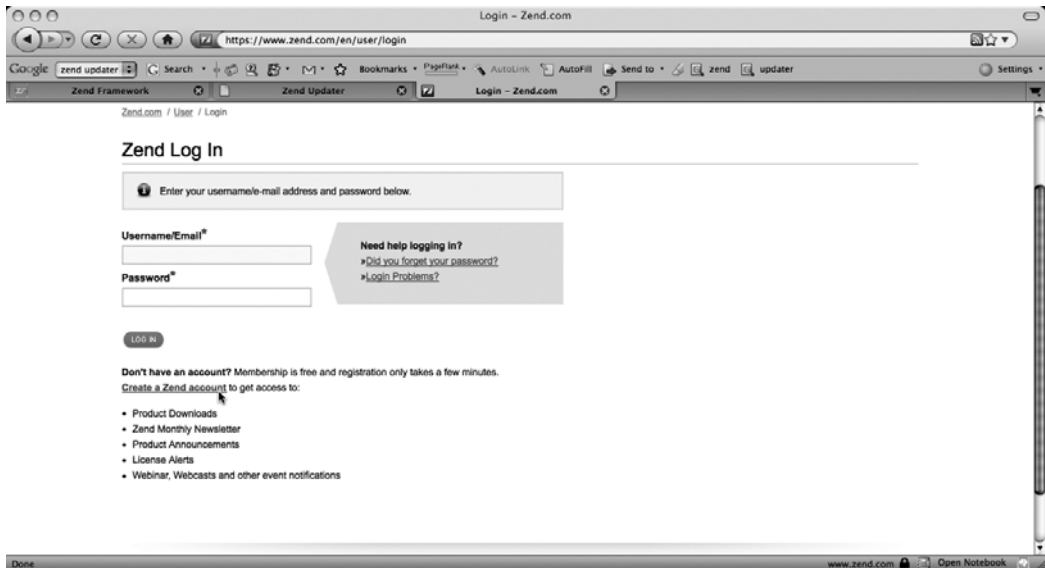 Login – Zend.com
https://www.zend.com/en/user/login
Google zend updater Search Bookmarks PageRank AutoLink AutoFill Send to zend updater Settings
Zend Framework Zend Updater Login – Zend.com
Zend.com / User / Login
Zend Log In
Enter your username/e-mail address and password below.
Username/Email*
Need help logging in?
»Did you forget your password?
Password*
»Login Problems?
LOG IN
Don't have an account? Membership is free and registration only takes a few minutes.
Create a Zend account to get access to:
• Product Downloads
• Zend Monthly Newsletter
• Product Announcements
• License Alerts
• Webinar, Webcasts and other event notifications
Done www.zend.com Open Notebook